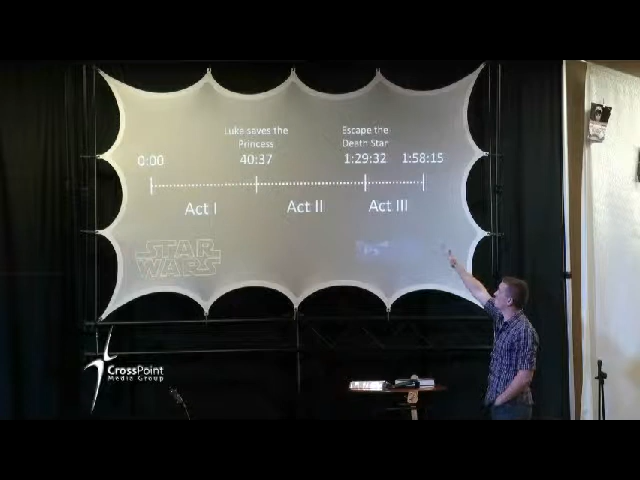 Luke saves the
Princess
Escape the
Death Star
0:00
40:37
1:29:32
1:58:15
Act I
Act II
Act III
STAR
WARS
CrossPoint
Media Group